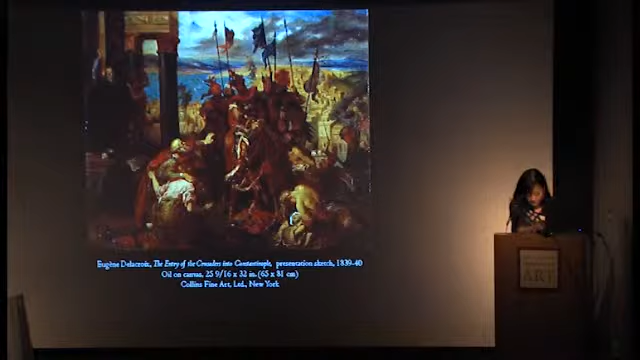 Eugène Delacroix, The Entry of the Crusaders into Constantinople, presentation sketch, 1839-40
Oil on canvas, 25 9/16 x 32 in. (65 x 81 cm)
Collins Fine Art, Ltd., New York
ART